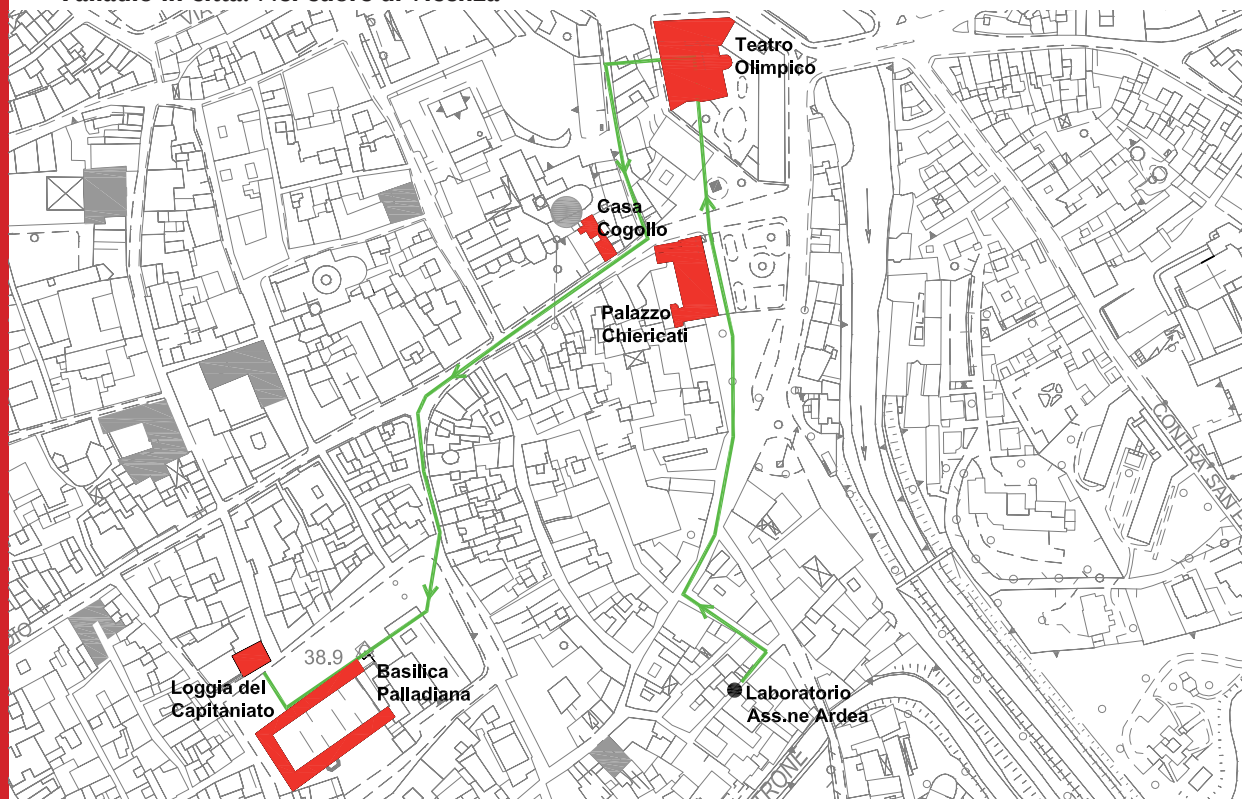 Teatro
Olimpico
Casa
Cogollo
Palazzo
Chiericati
CONTRA SAN
38.9
Basilica
Palladiana
Loggia del
Capitaniato
Laboratorio
Ass.ne Ardea
TRONE